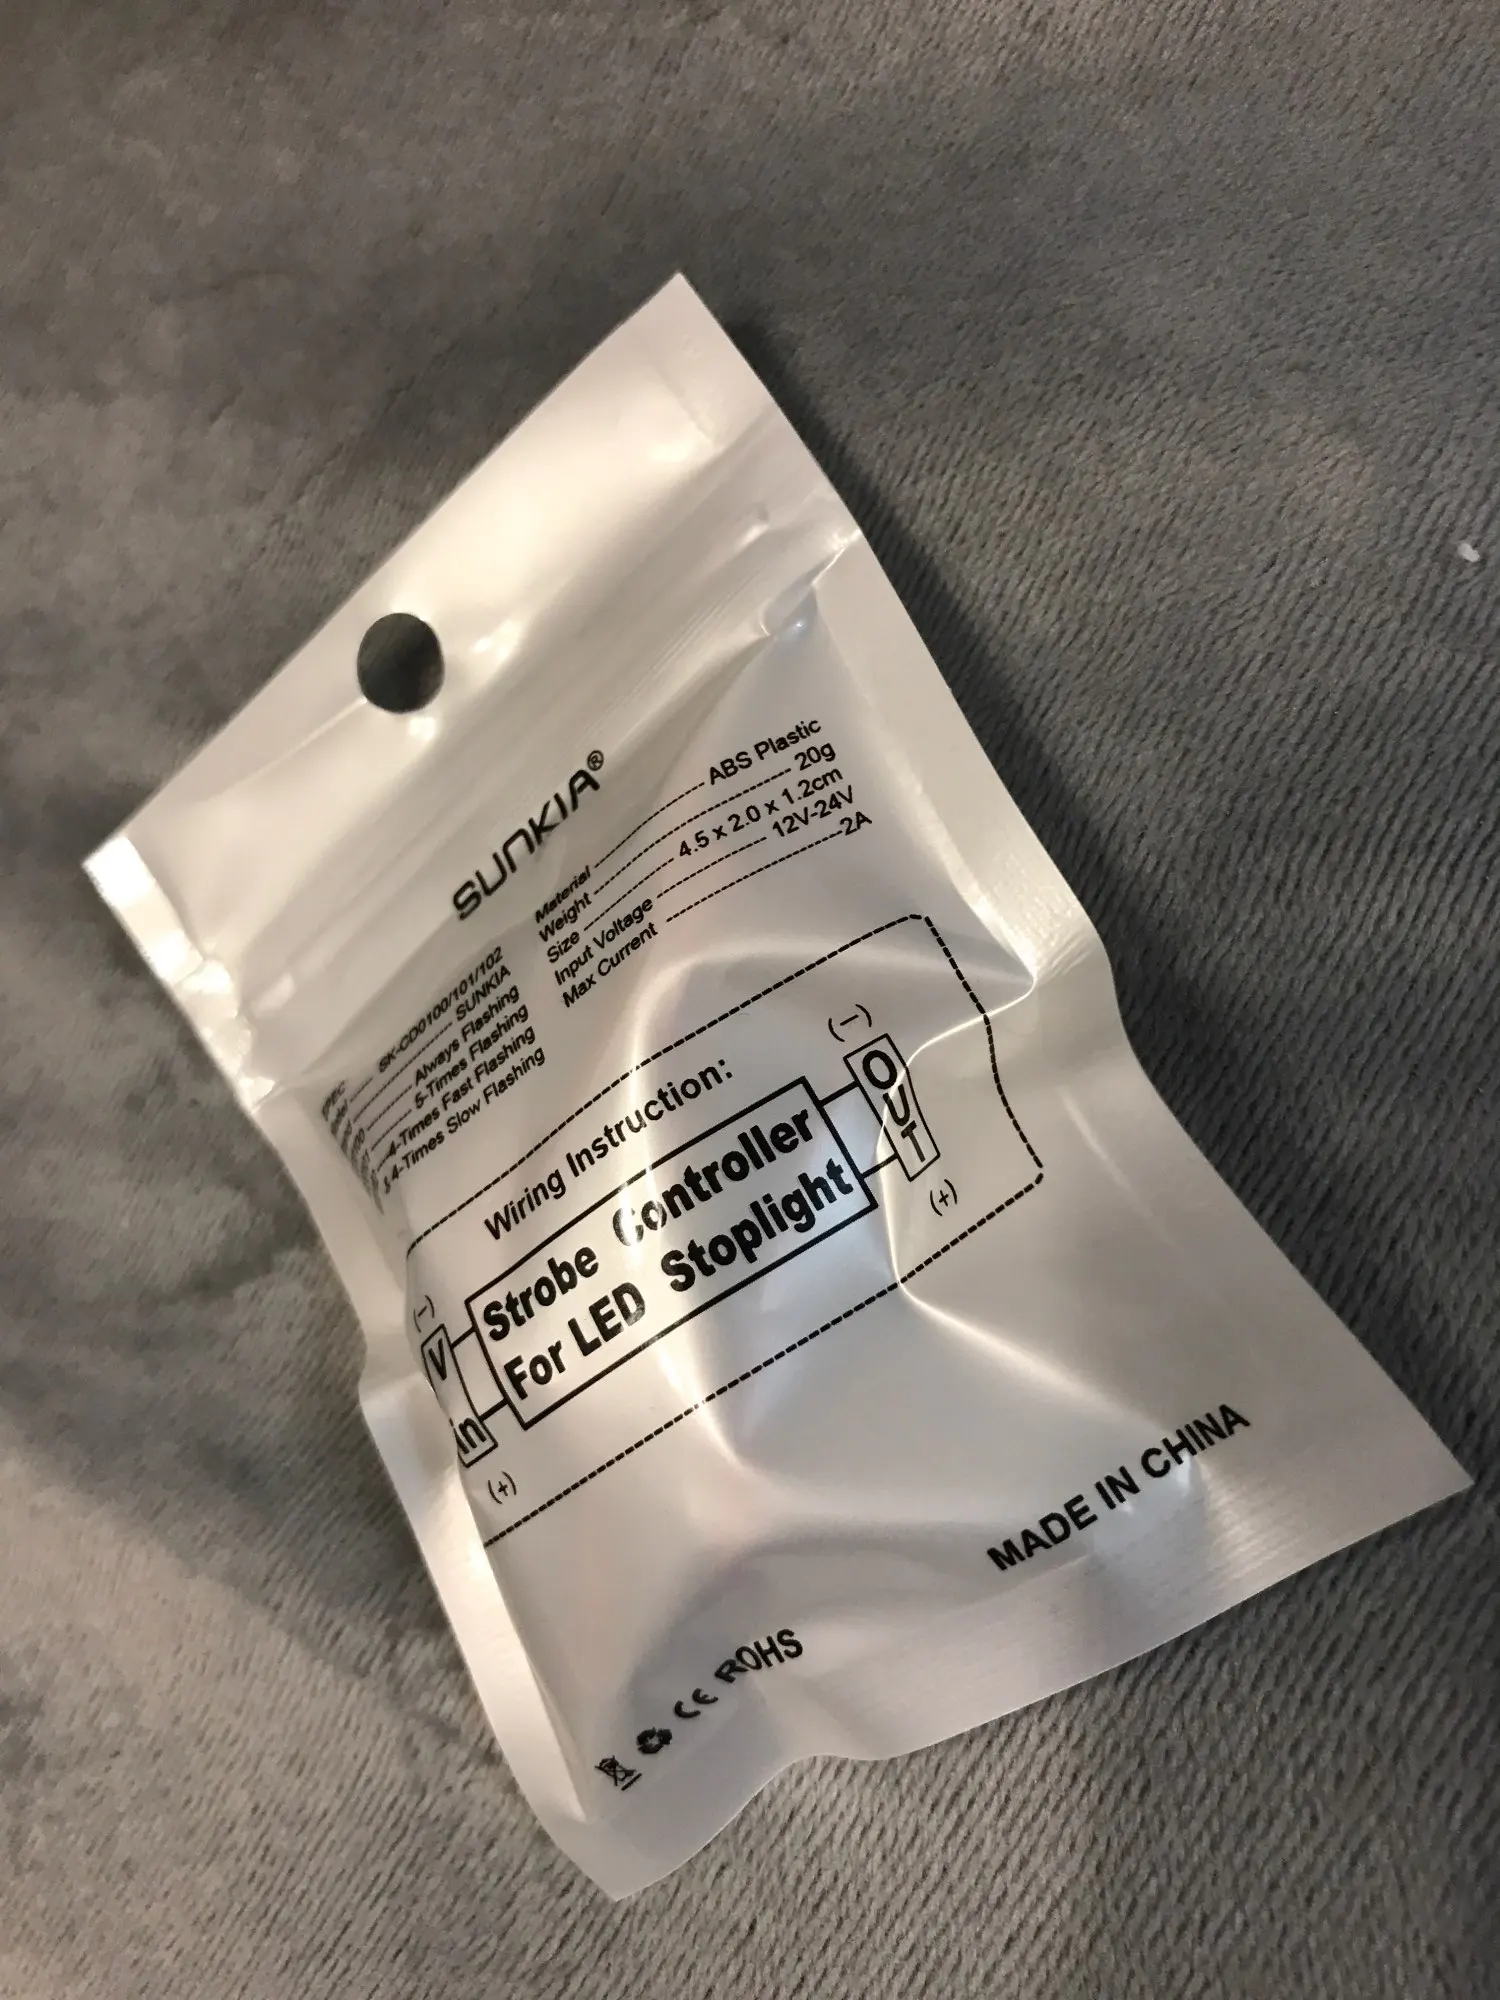 SUNKIA®
SK-CD0100/101/102
SUNKIA
Always Flashing
5-Times Flashing
4-Times Fast Flashing
4-Times Slow Flashing
Material ABS Plastic
Weight 20g
Size 4.5 x 2.0 x 1.2cm
Input Voltage 12V-24V
Max Current 2A
Wiring Instruction:
(-)
V in
(+)
Strobe Controller
For LED Stoplight
(-)
OUT
(+)
CE ROHS
MADE IN CHINA